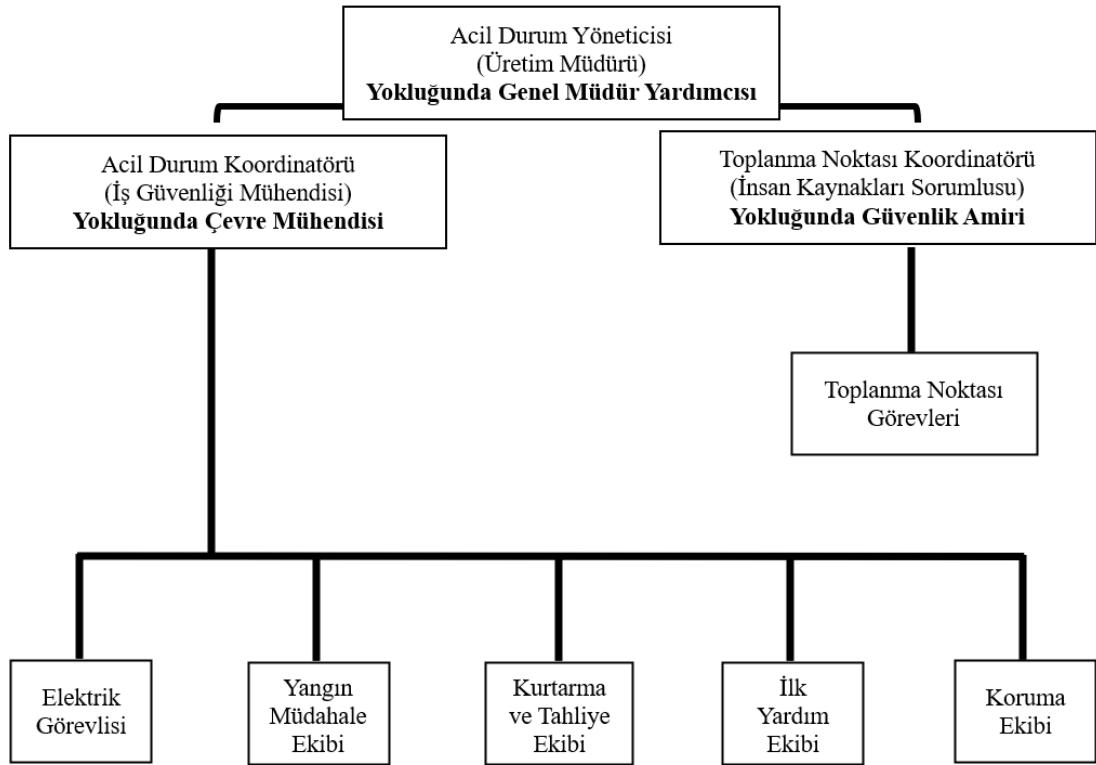 Acil Durum Yöneticisi
(Üretim Müdürü)
Yokluğunda Genel Müdür Yardımcısı
Acil Durum Koordinatörü
(İş Güvenliği Mühendisi)
Yokluğunda Çevre Mühendisi
Toplanma Noktası Koordinatörü
(İnsan Kaynakları Sorumlusu)
Yokluğunda Güvenlik Amiri
Toplanma Noktası
Görevleri
Elektrik
Görevlisi
Yangın
Müdahale
Ekibi
Kurtarma
ve Tahliye
Ekibi
İlk
Yardım
Ekibi
Koruma
Ekibi